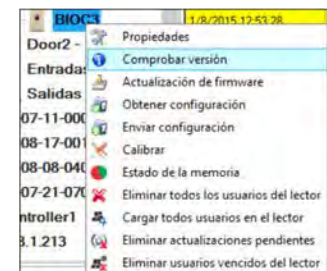 BIOC3 1/8/2015 12:53:28
Door2 - Propiedades
Entradas Comprobar versión
Salidas Actualización de firmware
07-11-000 Obtener configuración
08-17-001 Enviar configuración
08-08-040 Calibrar
07-21-070 Estado de la memoria
Eliminar todos los usuarios del lector
ntroller1 Cargar todos usuarios en el lector
3.1.213 Eliminar actualizaciones pendientes
Eliminar usuarios vencidos del lector